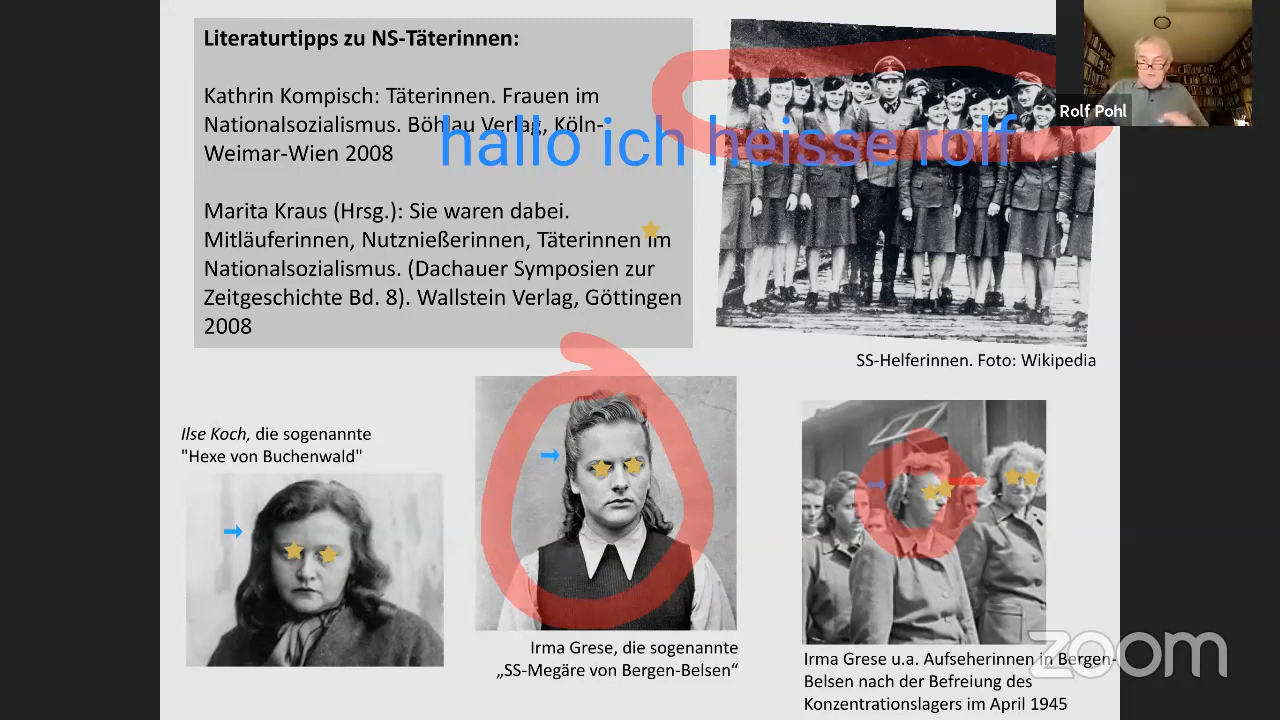 Literaturtipps zu NS-Täterinnen:
Kathrin Kompisch: Täterinnen. Frauen im
Nationalsozialismus. Böhlau Verlag, Köln-
Weimar-Wien 2008
hallo ich heisse rolf
Marita Kraus (Hrsg.): Sie waren dabei.
Mitläuferinnen, Nutznießerinnen, Täterinnen im
Nationalsozialismus. (Dachauer Symposien zur
Zeitgeschichte Bd. 8). Wallstein Verlag, Göttingen
2008
Rolf Pohl
SS-Helferinnen. Foto: Wikipedia
Ilse Koch, die sogenannte
"Hexe von Buchenwald"
Irma Grese, die sogenannte
„SS-Megäre von Bergen-Belsen“
Irma Grese u.a. Aufseherinnen in Bergen-
Belsen nach der Befreiung des
Konzentrationslagers im April 1945
zoom